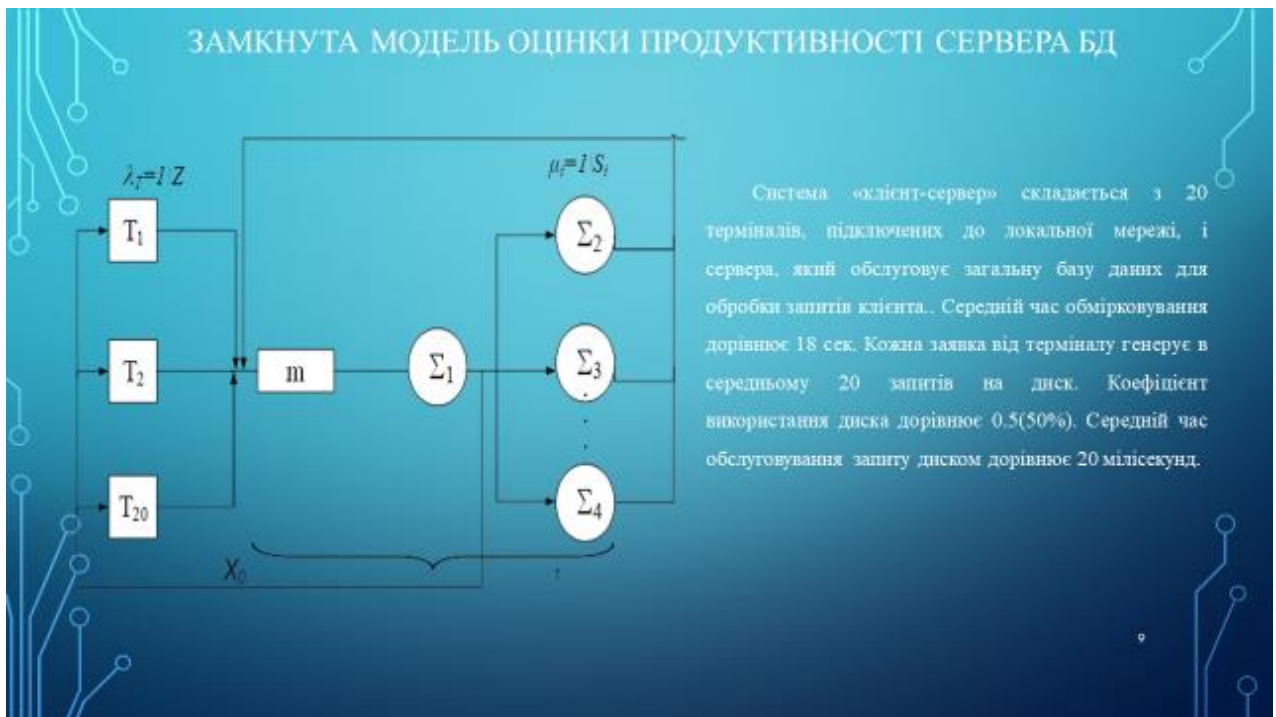 ЗАМКНУТА МОДЕЛЬ ОЦІНКИ ПРОДУКТИВНОСТІ СЕРВЕРА БД
λT=1\Z
μi=1\Si
T1
Σ2
T2
m
Σ1
Σ3
T20
Σ4
X0
Система «клієнт-сервер» складається з 20
терміналів, підключених до локальної мережі, і
сервера, який обслуговує загальну базу даних для
обробки запитів клієнта.. Середній час обмірковування
дорівнює 18 сек. Кожна заявка від терміналу генерує в
середньому 20 запитів на диск. Коефіцієнт
використання диска дорівнює 0.5(50%). Середній час
обслуговування запиту диском дорівнює 20 мілісекунд.
9